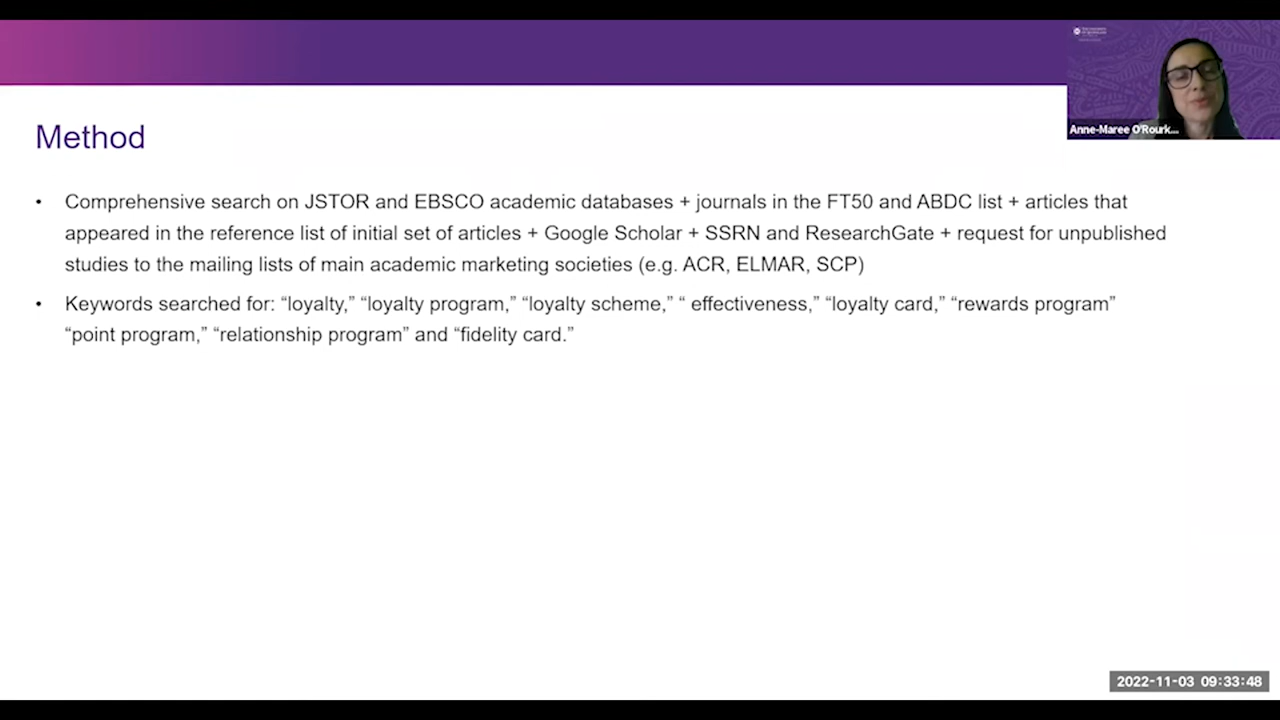 Method
• Comprehensive search on JSTOR and EBSCO academic databases + journals in the FT50 and ABDC list + articles that
appeared in the reference list of initial set of articles + Google Scholar + SSRN and ResearchGate + request for unpublished
studies to the mailing lists of main academic marketing societies (e.g. ACR, ELMAR, SCP)
• Keywords searched for: “loyalty,” “loyalty program,” “loyalty scheme,” “ effectiveness,” “loyalty card,” “rewards program”
“point program,” “relationship program” and “fidelity card.”
Anne-Maree O'Rourk...
2022-11-03 09:33:48